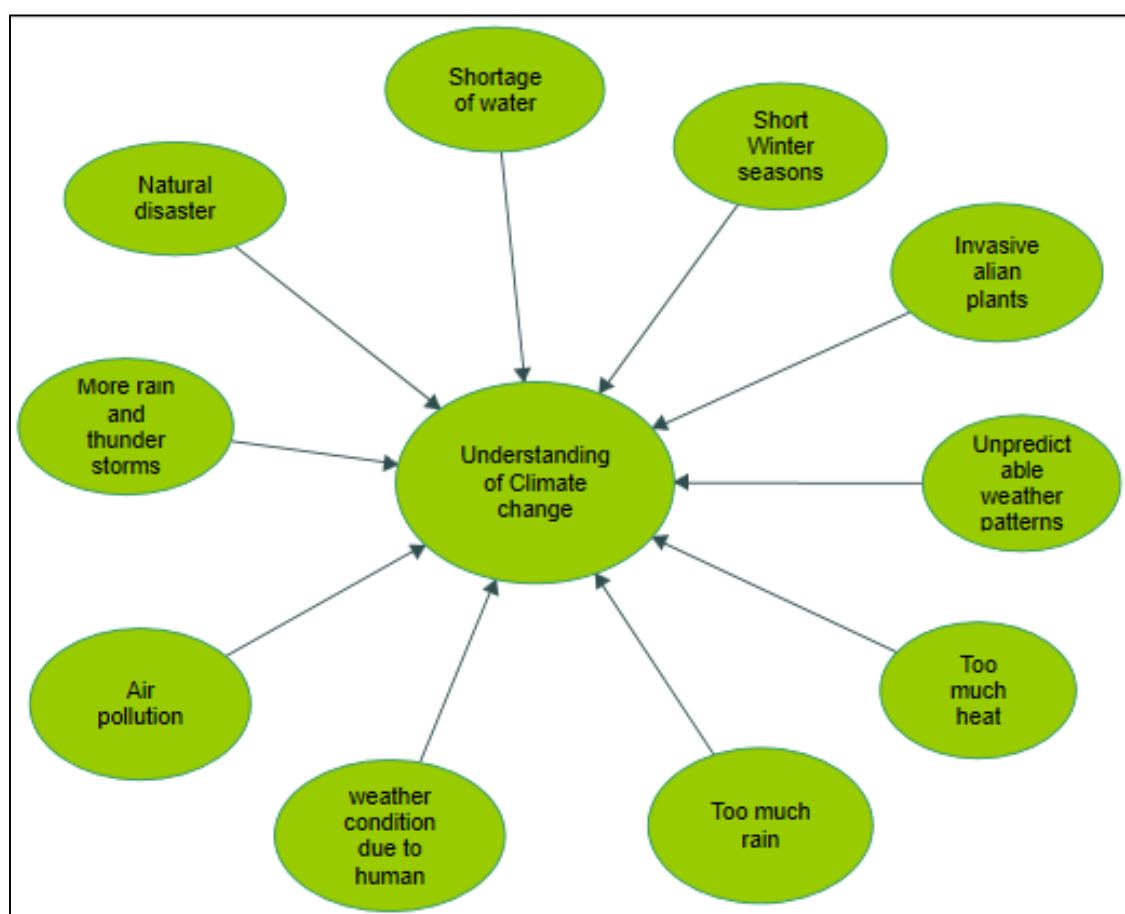 Shortage
of water
Short
Winter
seasons
Natural
disaster
Invasive
alian
plants
More rain
and
thunder
storms
Understanding
of Climate
change
Unpredict
able
weather
patterns
Air
pollution
Too
much
heat
weather
condition
due to
human
Too much
rain